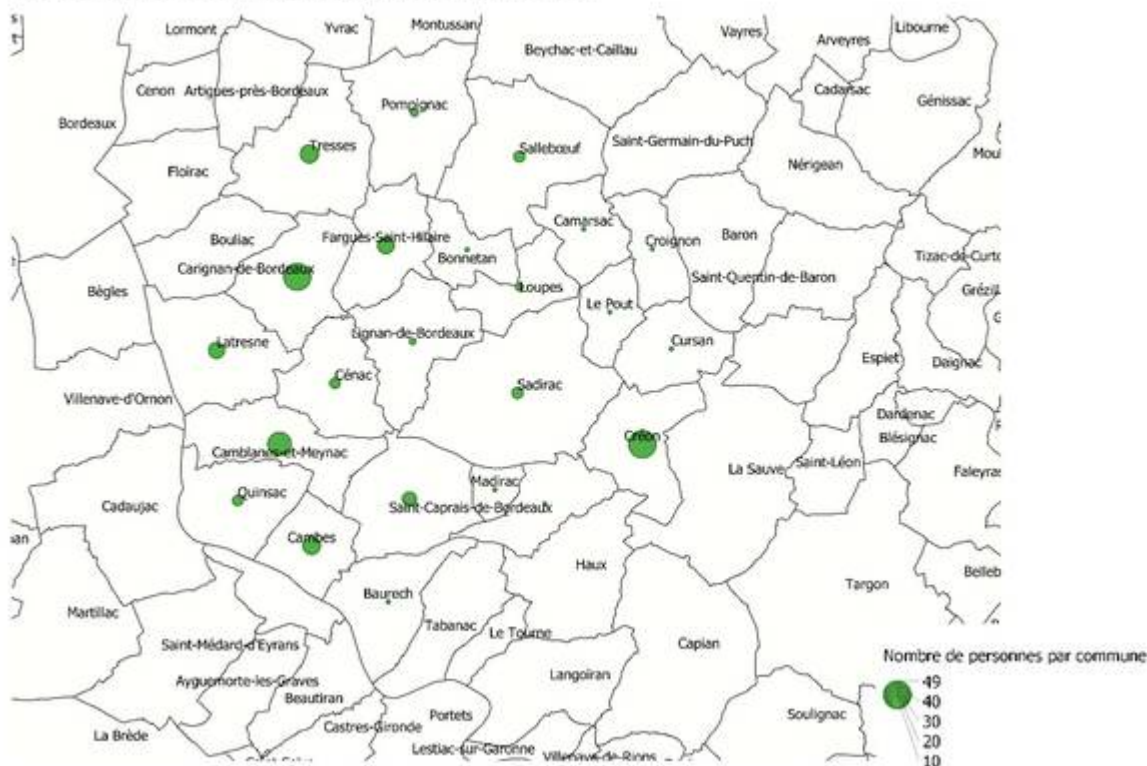 Lormont
Yvrac
Montussan
Beychac-et-Caillau
Vayres
Arveyres
Libourne
Cenon
Artigues-près-Bordeaux
Pompignac
Cadarsac
Génissac
Bordeaux
Tresses
Sallebœuf
Saint-Germain-du-Puch
Nérigean
Floirac
Camarsac
Bouliac
Fargues-Saint-Hilaire
Bonnetan
Croignon
Baron
Carignan-de-Bordeaux
Loupes
Saint-Quentin-de-Baron
Bègles
Le Pout
Lignan-de-Bordeaux
Latresne
Cursan
Espiet
Daignac
Cénac
Sadirac
Villenave-d'Ornon
Dardenac
Créon
Blésignac
Camblanes-et-Meynac
La Sauve
Saint-Léon
Faleyras
Madirac
Quinsac
Saint-Caprais-de-Bordeaux
Cadaujac
Cambes
Haux
Targon
Baurech
Martillac
Tabanac
Le Tourne
Saint-Médard-d'Eyrans
Capian
Langoiran
Nombre de personnes par commune
Ayguemorte-les-Graves
Beautiran
49
40
30
20
10
Portets
Soulignac
Castres-Gironde
La Brède
Lestiac-sur-Garonne
Villenave-de-Rions